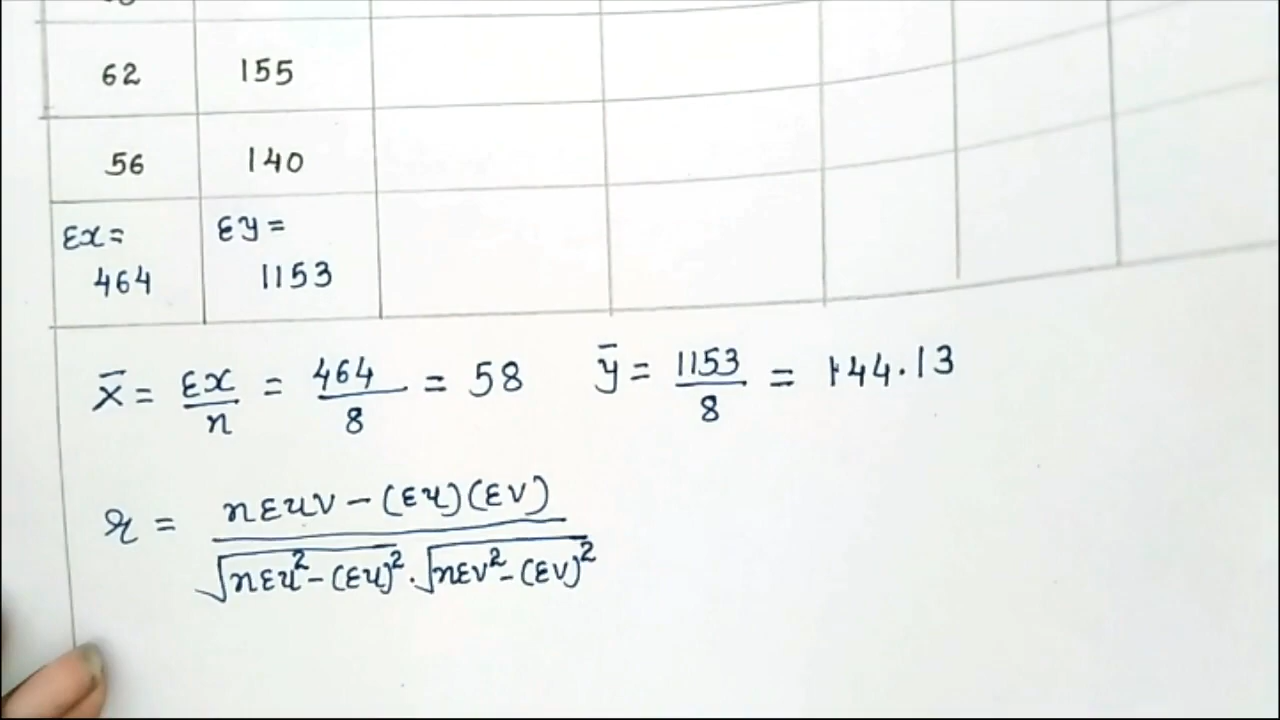 62 155
56 140
Σx= Σy=
464 1153
x̄ = Σx/n = 464/8 = 58 ȳ = 1153/8 = 144.13
r = nΣuv - (Σu)(Σv) / √nΣu² - (Σu)² . √nΣv² - (Σv)²